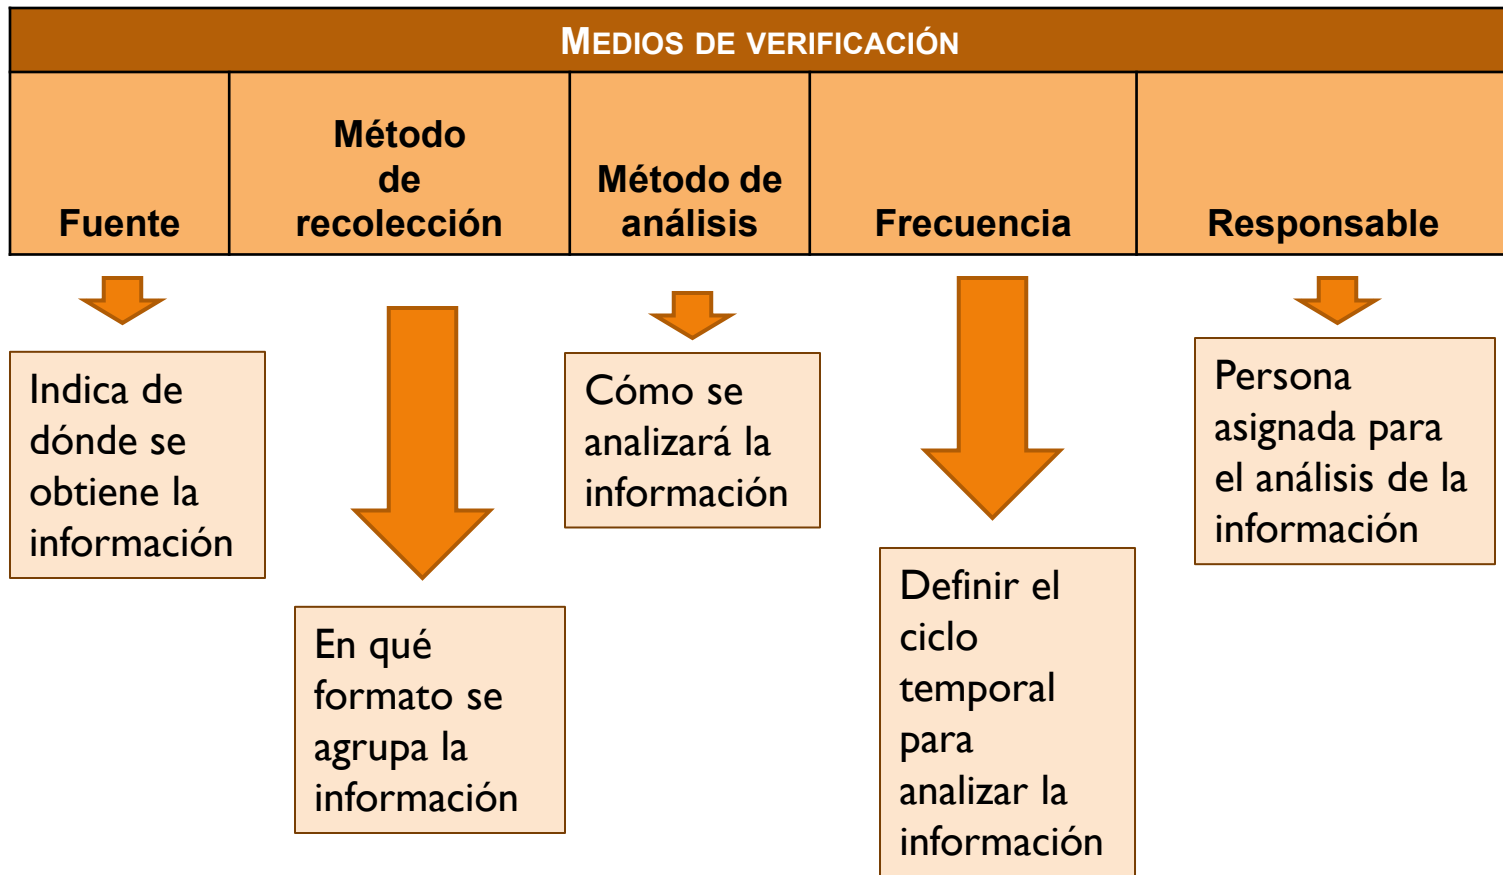 MEDIOS DE VERIFICACIÓN
Fuente
Método
de
recolección
Método de
análisis
Frecuencia
Responsable
Indica de
dónde se
obtiene la
información
En qué
formato se
agrupa la
información
Cómo se
analizará la
información
Definir el
ciclo
temporal
para
analizar la
información
Persona
asignada para
el análisis de la
información